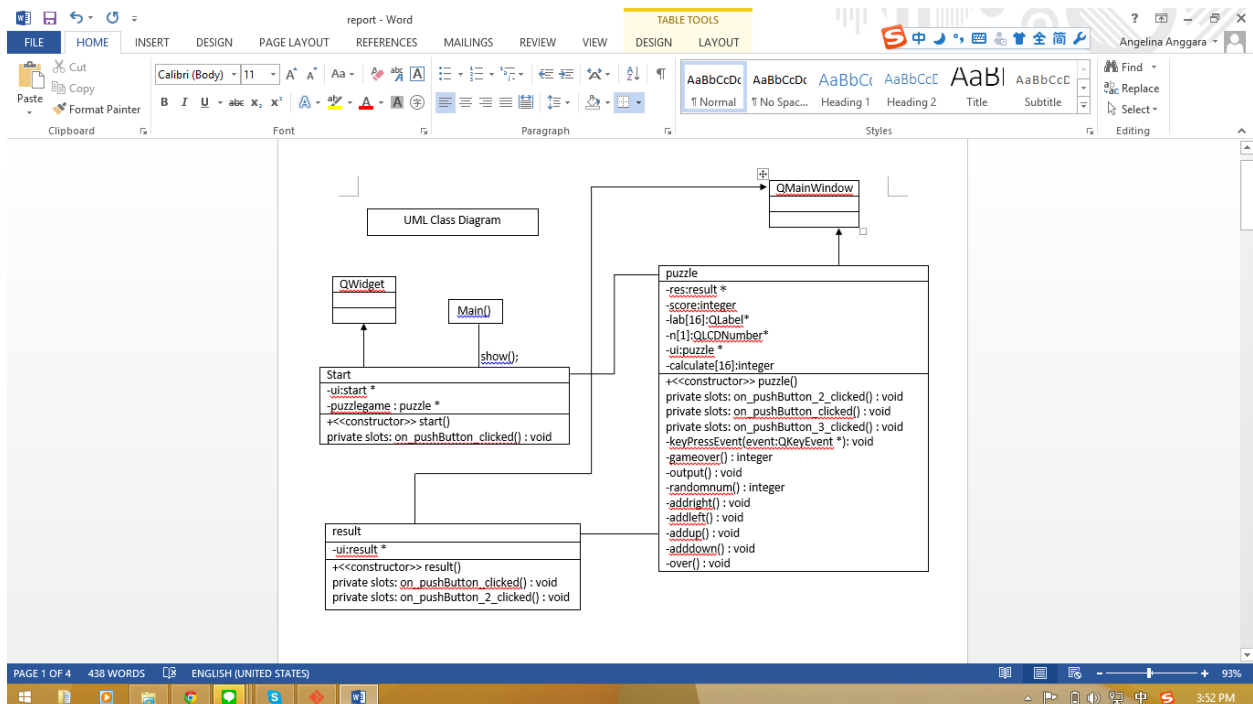 report - Word
TABLE TOOLS
FILE HOME INSERT DESIGN PAGE LAYOUT REFERENCES MAILINGS REVIEW VIEW DESIGN LAYOUT
中 全 简
Angelina Anggara
Paste
Cut
Copy
Format Painter
Clipboard
Calibri (Body) 11
Font
Paragraph
AaBbCcDc AaBbCcDc AaBbCc AaBbCcD AaB AaBbCcD
¶ Normal ¶ No Spac... Heading 1 Heading 2 Title Subtitle
Styles
Find
Replace
Select
Editing
UML Class Diagram
QMainWindow
QWidget
Main()
show();
Start
-ui:start *
-puzzlegame : puzzle *
+<<constructor>> start()
private slots: on_pushButton_clicked() : void
puzzle
-res:result *
-score:integer
-lab[16]:QLabel*
-n[1]:QLCDNumber*
-ui:puzzle *
-calculate[16]:integer
+<<constructor>> puzzle()
private slots: on_pushButton_2_clicked() : void
private slots: on_pushButton_clicked() : void
private slots: on_pushButton_3_clicked() : void
-keyPressEvent(event:QKeyEvent *): void
-gameover() : integer
-output() : void
-randomnum() : integer
-addright() : void
-addleft() : void
-addup() : void
-adddown() : void
-over() : void
result
-ui:result *
+<<constructor>> result()
private slots: on_pushButton_clicked() : void
private slots: on_pushButton_2_clicked() : void
PAGE 1 OF 4 438 WORDS ENGLISH (UNITED STATES)
93%
中
3:52 PM